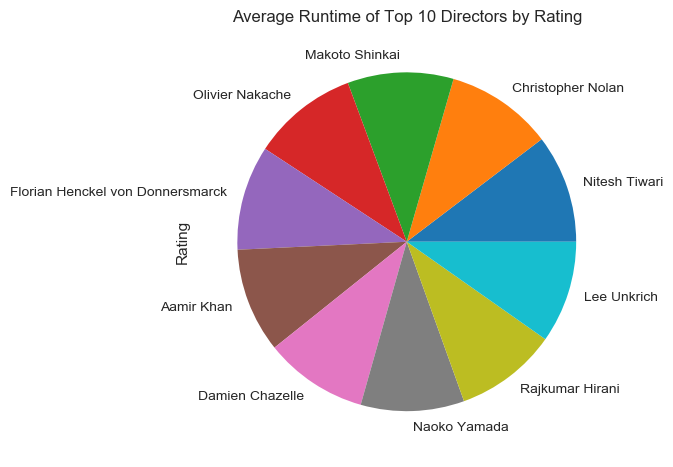 Average Runtime of Top 10 Directors by Rating
Makoto Shinkai
Christopher Nolan
Olivier Nakache
Nitesh Tiwari
Florian Henckel von Donnersmarck
Rating
Lee Unkrich
Aamir Khan
Rajkumar Hirani
Damien Chazelle
Naoko Yamada